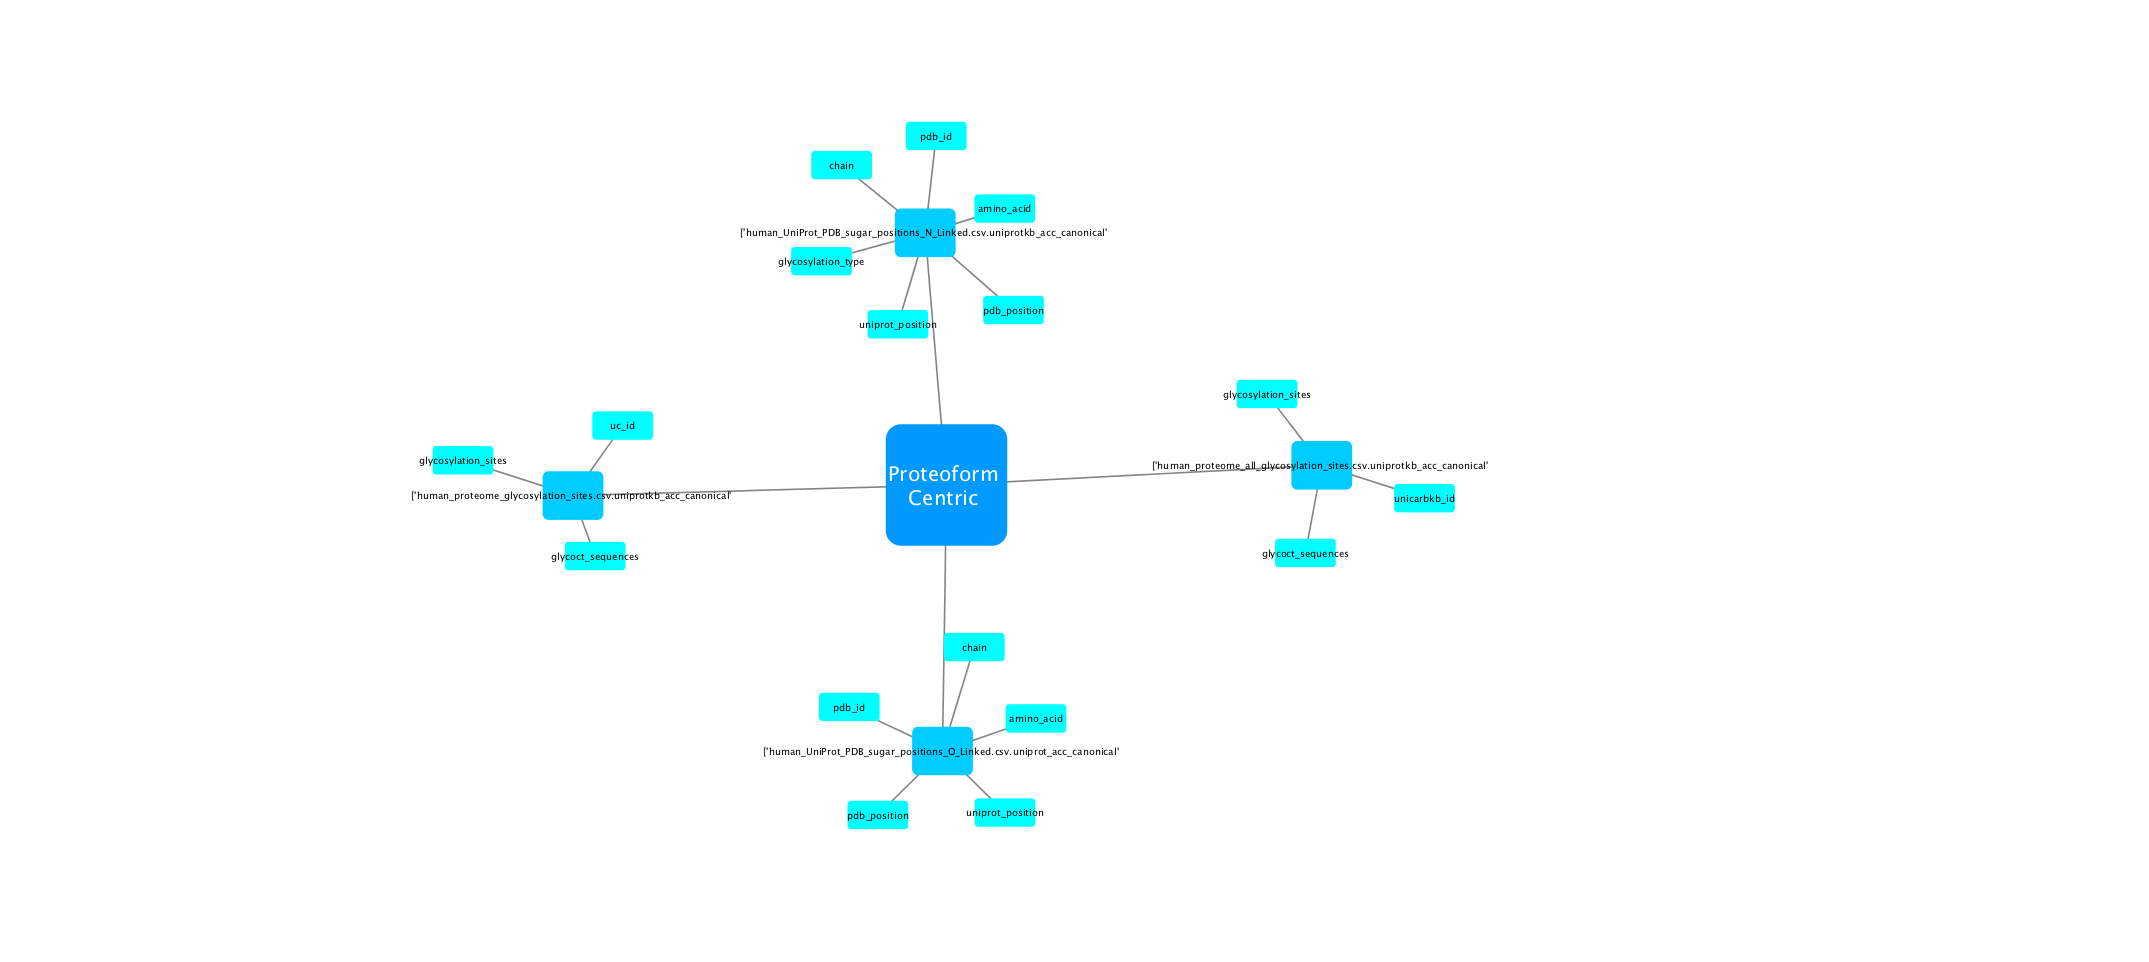 pdb_id
chain
amino_acid
['human_UniProt_PDB_sugar_positions_N_Linked.csv.uniprotkb_acc_canonical'
glycosylation_type
pdb_position
uniprot_position
glycosylation_sites
uc_id
glycosylation_sites
['human_proteome_all_glycosylation_sites.csv.uniprotkb_acc_canonical'
Proteoform
Centric
['human_proteome_glycosylation_sites.csv.uniprotkb_acc_canonical'
unicarbkb_id
glycoct_sequences
glycoct_sequences
chain
pdb_id
amino_acid
['human_UniProt_PDB_sugar_positions_O_Linked.csv.uniprot_acc_canonical'
pdb_position
uniprot_position